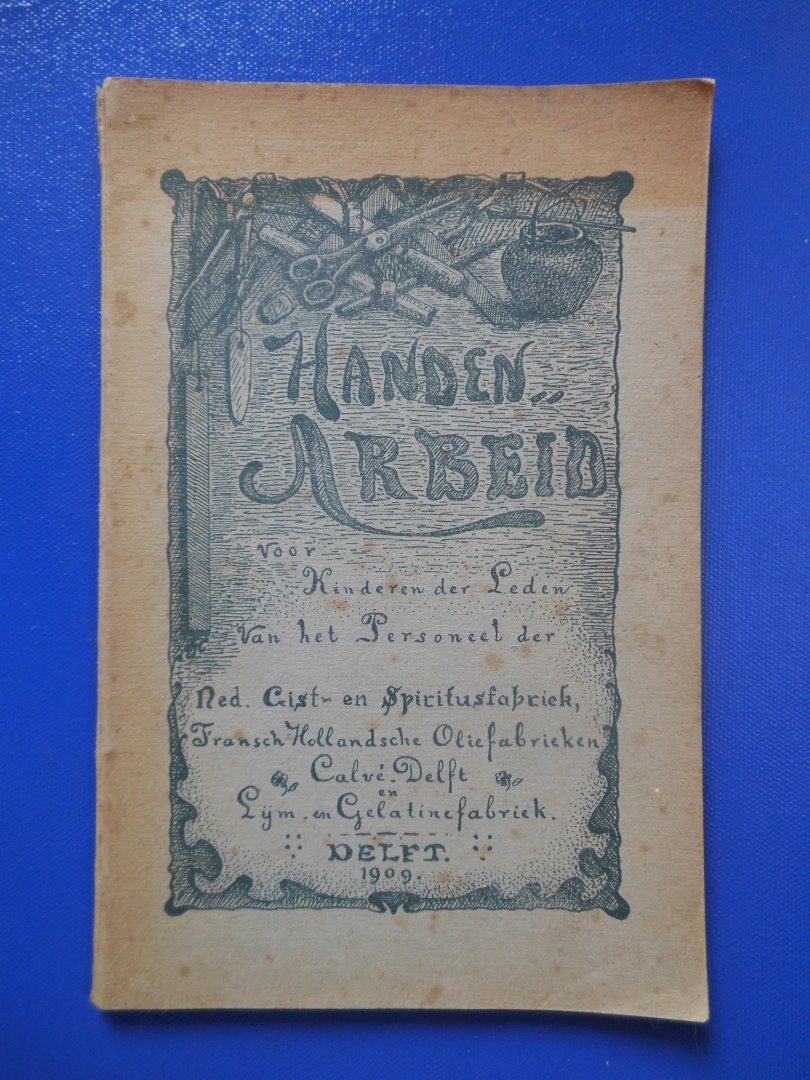 HANDEN„
ARBEID
voor
Kinderen der Leden
van het Personeel der
Ned. Gist- en Spiritusfabriek,
Fransch-Hollandsche Oliefabrieken
Calvé-Delft
en
Lijm- en Gelatinefabriek.
DELFT.
1909.